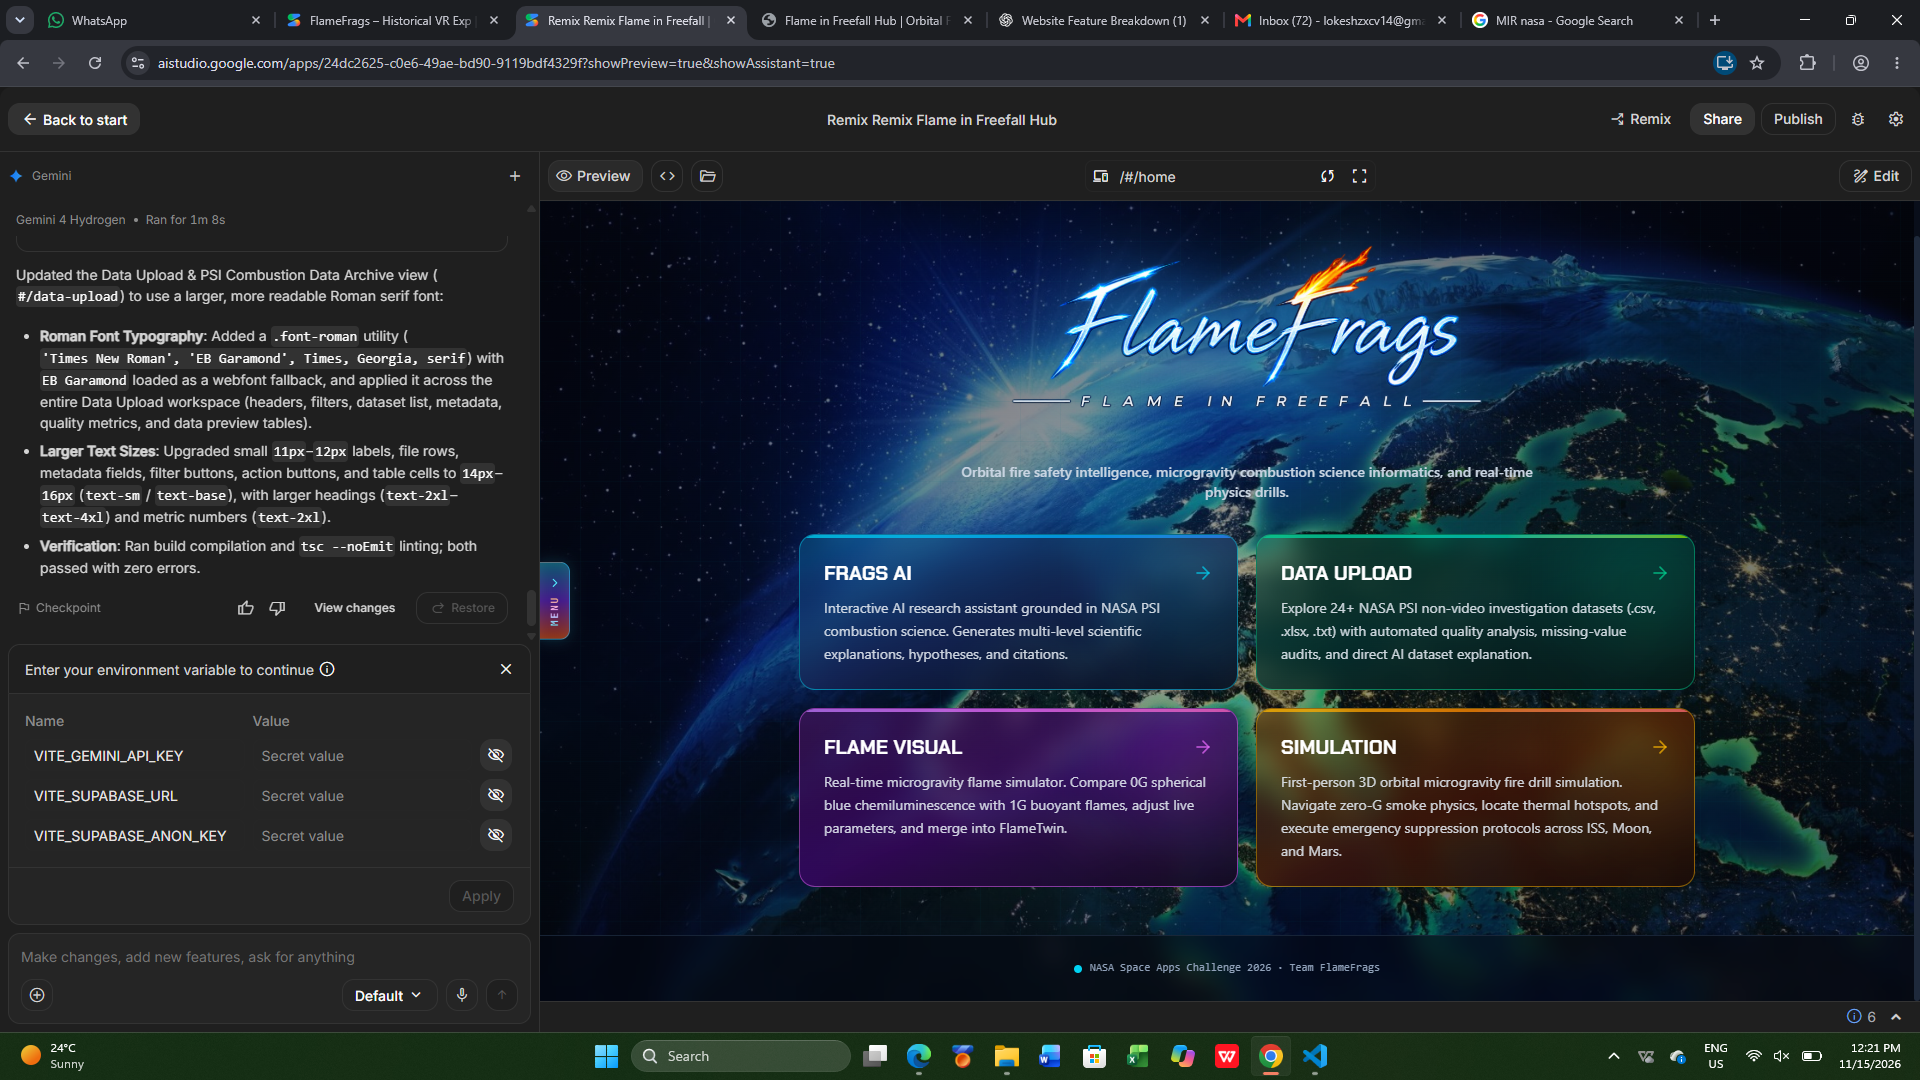 WhatsApp
FlameFrags – Historical VR Exp
Remix Remix Flame in Freefall |
Flame in Freefall Hub | Orbital F
Website Feature Breakdown (1)
Inbox (72) - lokeshzxcv14@gm
MIR nasa - Google Search
aistudio.google.com/apps/24dc2625-c0e6-49ae-bd90-9119bdf4329f?showPreview=true&showAssistant=true
Back to start
Remix Remix Flame in Freefall Hub
Remix
Share
Publish
Gemini
Preview
/#/home
Edit
Gemini 4 Hydrogen • Ran for 1m 8s
Updated the Data Upload & PSI Combustion Data Archive view (
#/data-upload) to use a larger, more readable Roman serif font:
• Roman Font Typography: Added a .font-roman utility (
'Times New Roman', 'EB Garamond', Times, Georgia, serif) with
EB Garamond loaded as a webfont fallback, and applied it across the
entire Data Upload workspace (headers, filters, dataset list, metadata,
quality metrics, and data preview tables).
• Larger Text Sizes: Upgraded small 11px–12px labels, file rows,
metadata fields, filter buttons, action buttons, and table cells to 14px–
16px (text-sm / text-base), with larger headings (text-2xl–
text-4xl) and metric numbers (text-2xl).
• Verification: Ran build compilation and tsc --noEmit linting; both
passed with zero errors.
Checkpoint
View changes
Restore
Enter your environment variable to continue
Name Value
VITE_GEMINI_API_KEY Secret value
VITE_SUPABASE_URL Secret value
VITE_SUPABASE_ANON_KEY Secret value
Apply
Make changes, add new features, ask for anything
Default
MENU
FlameFrags
FLAME IN FREEFALL
Orbital fire safety intelligence, microgravity combustion science informatics, and real-time
physics drills.
FRAGS AI
Interactive AI research assistant grounded in NASA PSI
combustion science. Generates multi-level scientific
explanations, hypotheses, and citations.
DATA UPLOAD
Explore 24+ NASA PSI non-video investigation datasets (.csv,
.xlsx, .txt) with automated quality analysis, missing-value
audits, and direct AI dataset explanation.
FLAME VISUAL
Real-time microgravity flame simulator. Compare 0G spherical
blue chemiluminescence with 1G buoyant flames, adjust live
parameters, and merge into FlameTwin.
SIMULATION
First-person 3D orbital microgravity fire drill simulation.
Navigate zero-G smoke physics, locate thermal hotspots, and
execute emergency suppression protocols across ISS, Moon,
and Mars.
NASA Space Apps Challenge 2026 • Team FlameFrags
6
24°C
Sunny
Search
ENG
US
12:21 PM
11/15/2026